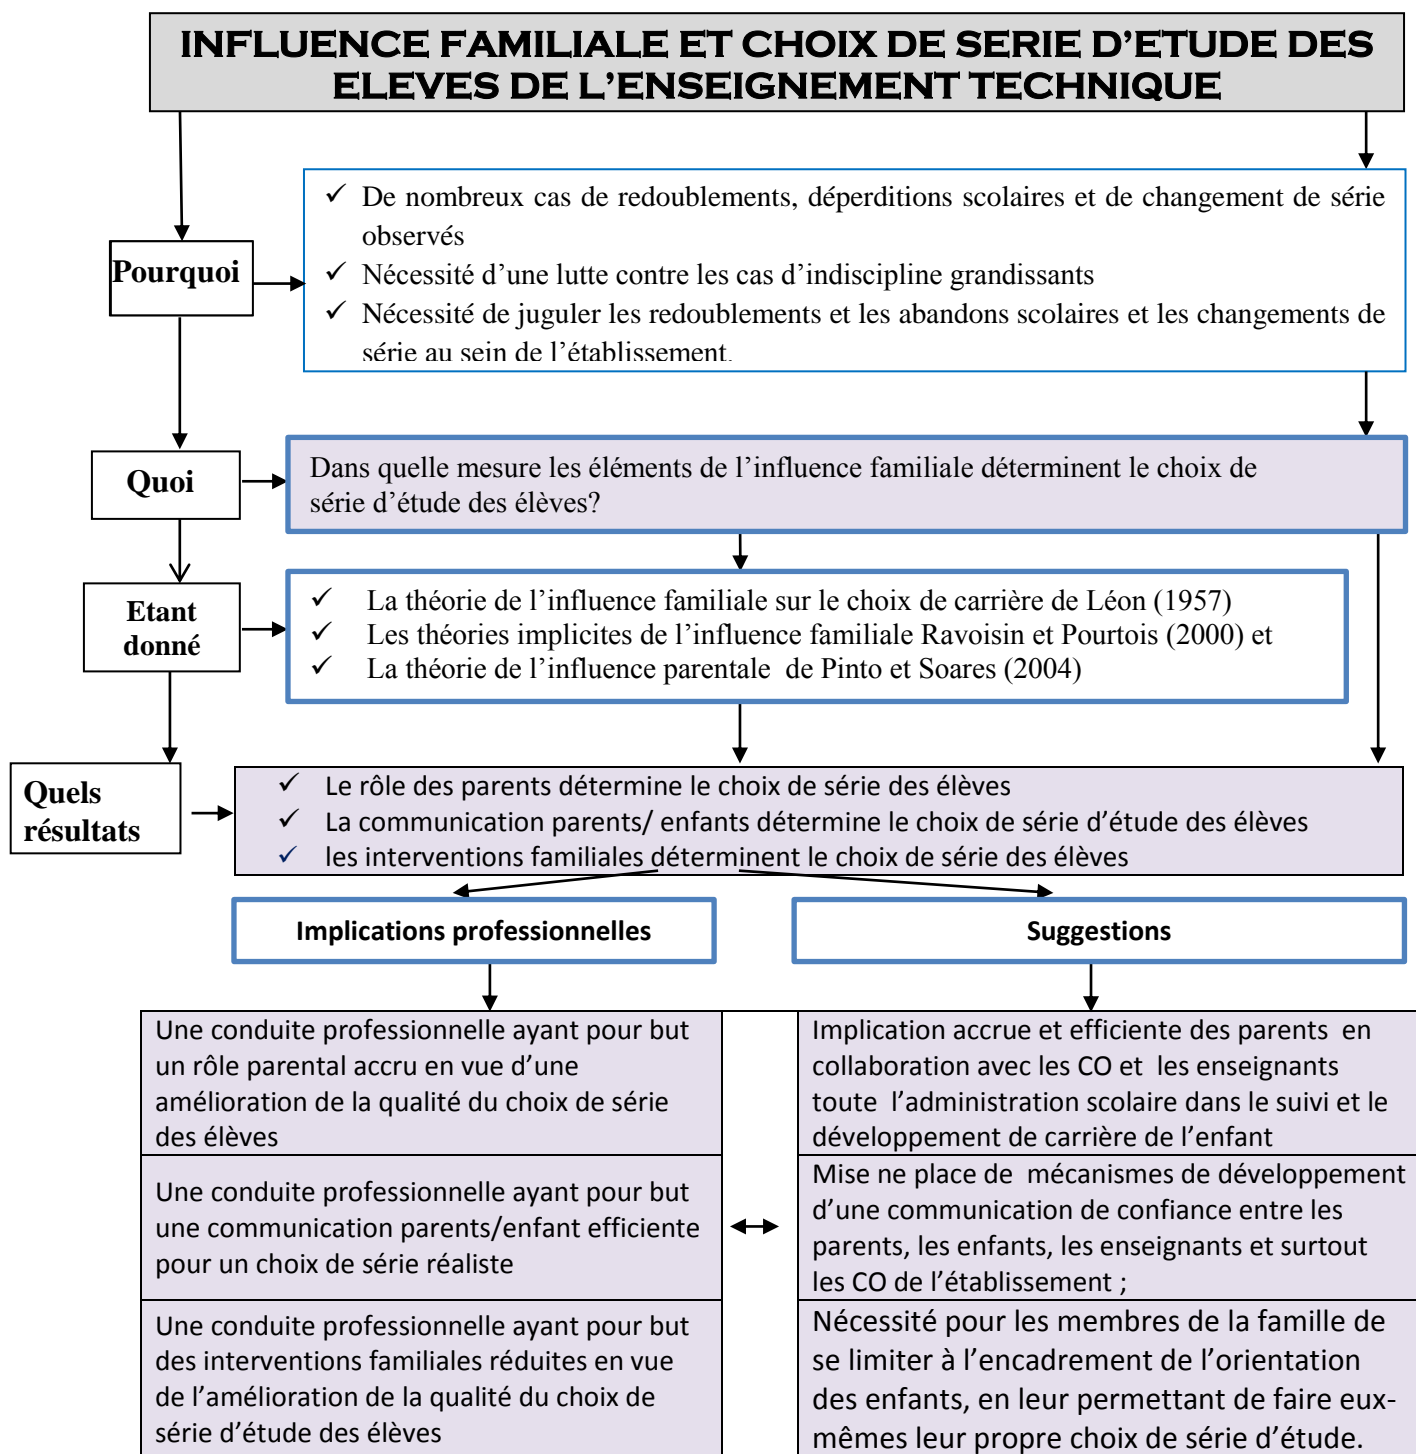 INFLUENCE FAMILIALE ET CHOIX DE SERIE D’ETUDE DES
ELEVES DE L’ENSEIGNEMENT TECHNIQUE
Pourquoi
✓ De nombreux cas de redoublements, déperditions scolaires et de changement de série
observés
✓ Nécessité d’une lutte contre les cas d’indiscipline grandissants
✓ Nécessité de juguler les redoublements et les abandons scolaires et les changements de
série au sein de l’établissement.
Quoi
Dans quelle mesure les éléments de l’influence familiale déterminent le choix de
série d’étude des élèves?
Etant
donné
✓ La théorie de l’influence familiale sur le choix de carrière de Léon (1957)
✓ Les théories implicites de l’influence familiale Ravoisin et Pourtois (2000) et
✓ La théorie de l’influence parentale de Pinto et Soares (2004)
Quels
résultats
✓ Le rôle des parents détermine le choix de série des élèves
✓ La communication parents/ enfants détermine le choix de série d’étude des élèves
✓ les interventions familiales déterminent le choix de série des élèves
Implications professionnelles
Suggestions
Une conduite professionnelle ayant pour but
un rôle parental accru en vue d’une
amélioration de la qualité du choix de série
des élèves
Implication accrue et efficiente des parents en
collaboration avec les CO et les enseignants
toute l’administration scolaire dans le suivi et le
développement de carrière de l’enfant
Une conduite professionnelle ayant pour but
une communication parents/enfant efficiente
pour un choix de série réaliste
Mise ne place de mécanismes de développement
d’une communication de confiance entre les
parents, les enfants, les enseignants et surtout
les CO de l’établissement ;
Une conduite professionnelle ayant pour but
des interventions familiales réduites en vue
de l’amélioration de la qualité du choix de
série d’étude des élèves
Nécessité pour les membres de la famille de
se limiter à l’encadrement de l’orientation
des enfants, en leur permettant de faire eux-
mêmes leur propre choix de série d’étude.